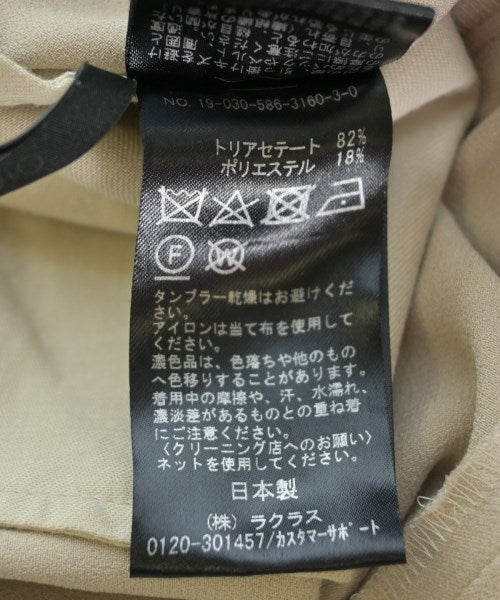 NO. 19-030-586-3160-3-0
トリアセテート 82%
ポリエステル 18%
F
W
タンブラー乾燥はお避けくだ
さい。
アイロンは当て布を使用して
ください。
濃色品は、色落ちや他のもの
へ色移りすることがあります。
着用中の摩擦や、汗、水濡れ、
濃淡差があるものとの重ね着
にご注意ください。
〈クリーニング店へのお願い〉
ネットを使用してください。
日本製
(株) ラクラス
0120-301457/カスタマーサポート